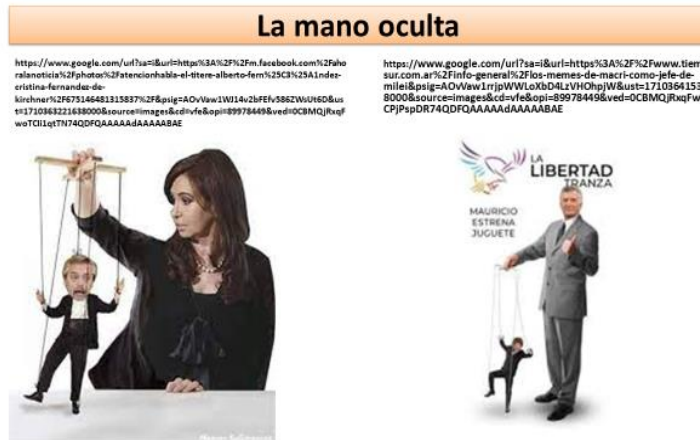 La mano oculta
https://www.google.com/url?sa=i&url=https%3A%2F%2Fm.facebook.com%2Faho
ralanoticia%2Fphotos%2Fatencionhabla-el-titere-alberto-fern%25C3%25A1ndez-
cristina-fernandez-de-
kirchner%2F675146481315837%2F&psig=AOvVaw1WJ14v2bFEfv586ZWsUt6D&us
t=1710363221638000&source=images&cd=vfe&opi=89978449&ved=0CBMQjRxqF
woTCIi1qtTN74QDFQAAAAAdAAAAABAE
https://www.google.com/url?sa=i&url=https%3A%2F%2Fwww.tiem
sur.com.ar%2Finfo-general%2Flos-memes-de-macri-como-jefe-de-
milei&psig=AOvVaw1rrjpWWLoXbD4LzVHOhpjW&ust=1710364153
8000&source=images&cd=vfe&opi=89978449&ved=0CBMQjRxqFw
CPjPspDR74QDFQAAAAAdAAAAABAE
LA
LIBERTAD
TRANZA
MAURICIO
ESTRENA
JUGUETE